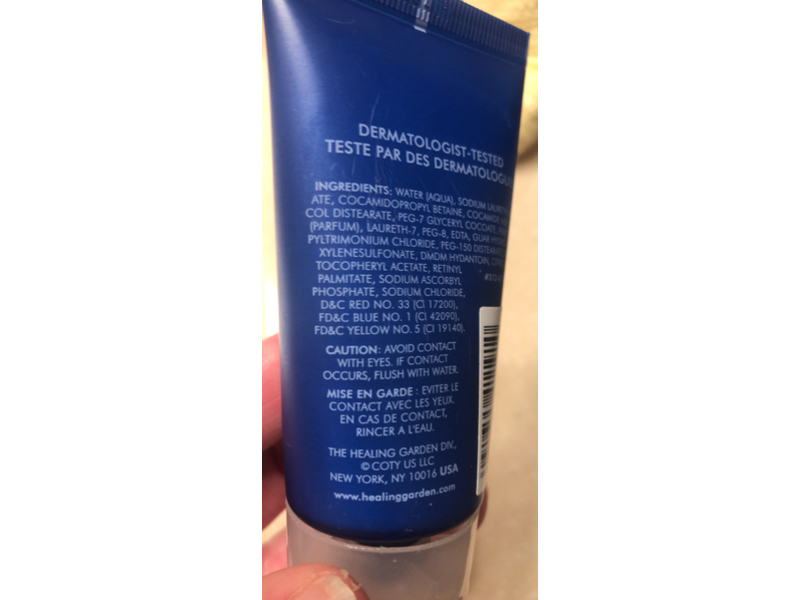 DERMATOLOGIST-TESTED
TESTE PAR DES
INGREDIENTS: WATER (AQUA), SODIUM
ATE, COCAMIDOPROPYL BETAINE, COCAMIDE
COL DISTEARATE, PEG-7 GLYCERYL COCOATE,
(PARFUM), LAURETH-7, PEG-8, EDTA, GUAR
PYLTRIMONIUM CHLORIDE, PEG-150
XYLENESULFONATE, DMDM HYDANTOIN,
TOCOPHERYL ACETATE, RETINYL
PALMITATE, SODIUM ASCORBYL
PHOSPHATE, SODIUM CHLORIDE,
D&C RED NO. 33 (CI 17200),
FD&C BLUE NO. 1 (CI 42090),
FD&C YELLOW NO. 5 (CI 19140).
CAUTION: AVOID CONTACT
WITH EYES. IF CONTACT
OCCURS, FLUSH WITH WATER.
MISE EN GARDE : EVITER LE
CONTACT AVEC LES YEUX.
EN CAS DE CONTACT,
RINCER A L'EAU.
THE HEALING GARDEN DIV.,
© COTY US LLC
NEW YORK, NY 10016 USA
www.healinggarden.com